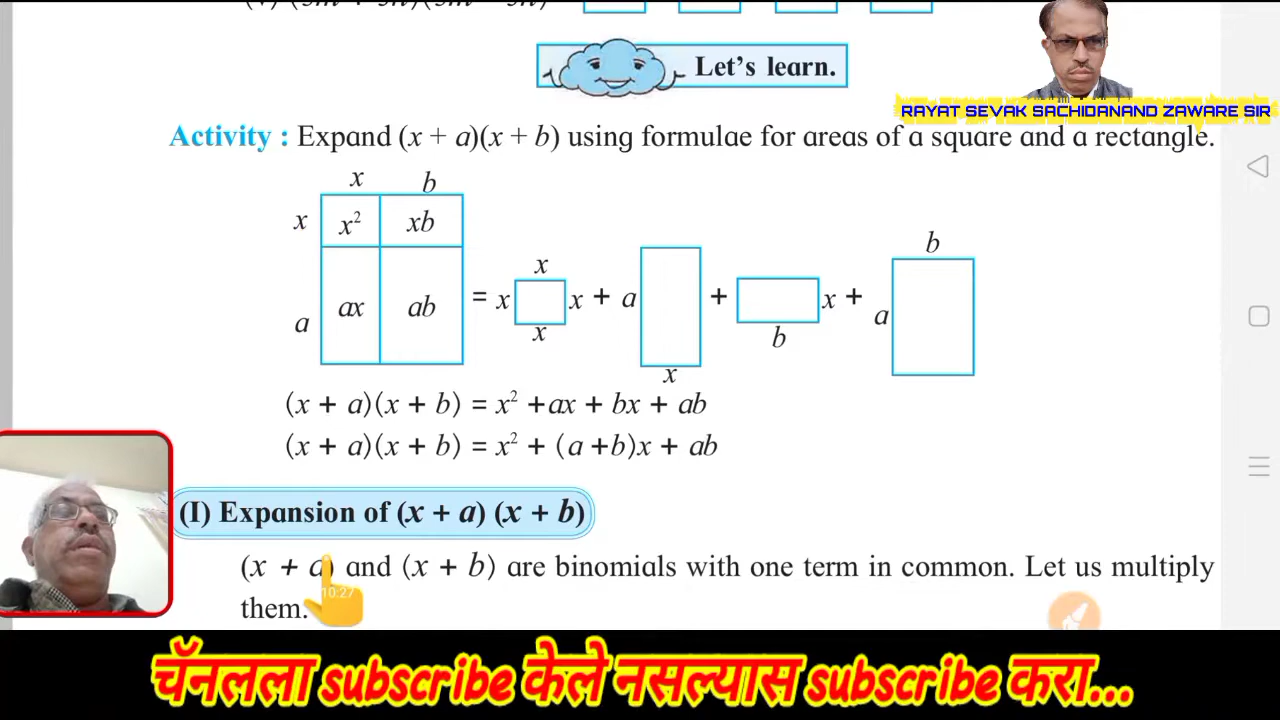 Let's learn.
RAYAT SEVAK SACHIDANAND ZAWARE SIR
Activity : Expand (x + a)(x + b) using formulae for areas of a square and a rectangle.
x b
x x² xb
a ax ab
= x x x x + a x + b x + a b
(x + a)(x + b) = x² +ax + bx + ab
(x + a)(x + b) = x² + (a +b)x + ab
(I) Expansion of (x + a) (x + b)
(x + a) and (x + b) are binomials with one term in common. Let us multiply
them.
10:27
चॅनलला subscribe केले नसल्यास subscribe करा...